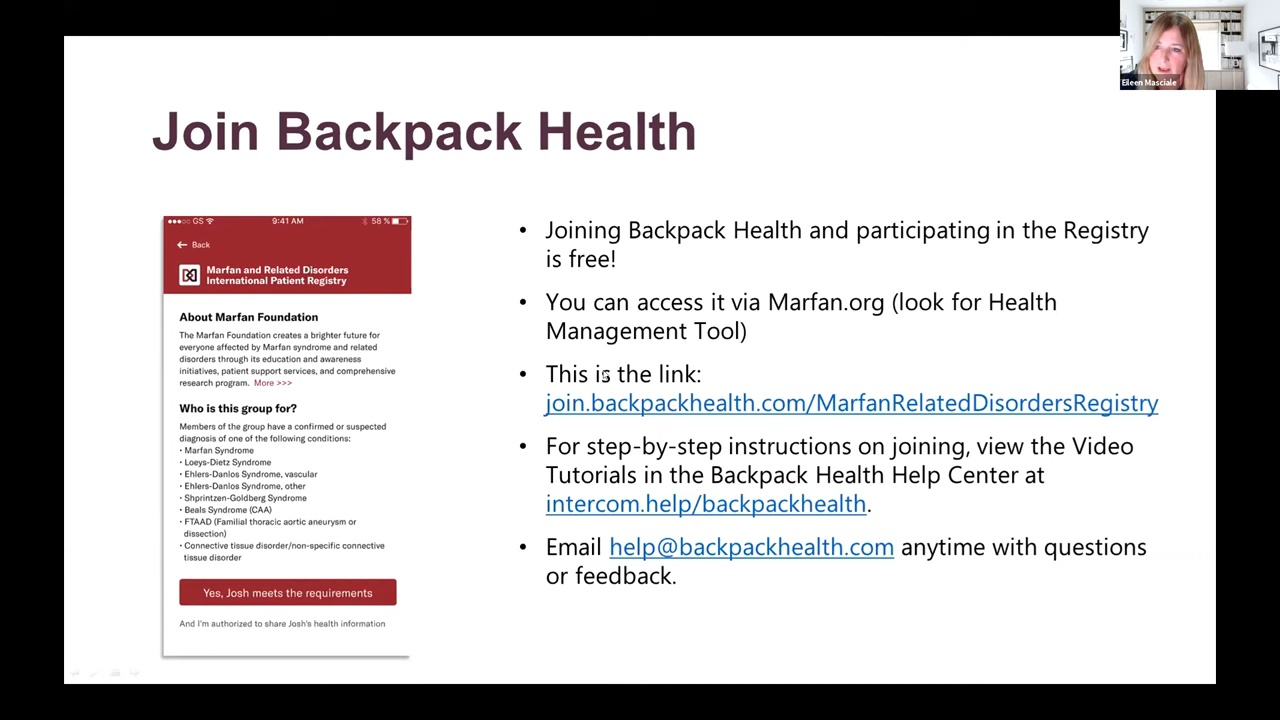 Eileen Masciale
Join Backpack Health
GS
9:41 AM
58 %
Back
Marfan and Related Disorders
International Patient Registry
About Marfan Foundation
The Marfan Foundation creates a brighter future for
everyone affected by Marfan syndrome and related
disorders through its education and awareness
initiatives, patient support services, and comprehensive
research program. More >>>
Who is this group for?
Members of the group have a confirmed or suspected
diagnosis of one of the following conditions:
• Marfan Syndrome
• Loeys-Dietz Syndrome
• Ehlers-Danlos Syndrome, vascular
• Ehlers-Danlos Syndrome, other
• Shprintzen-Goldberg Syndrome
• Beals Syndrome (CAA)
• FTAAD (Familial thoracic aortic aneurysm or
dissection)
• Connective tissue disorder/non-specific connective
tissue disorder
Yes, Josh meets the requirements
And I'm authorized to share Josh's health information
• Joining Backpack Health and participating in the Registry
is free!
• You can access it via Marfan.org (look for Health
Management Tool)
• This is the link:
join.backpackhealth.com/MarfanRelatedDisordersRegistry
• For step-by-step instructions on joining, view the Video
Tutorials in the Backpack Health Help Center at
intercom.help/backpackhealth.
• Email help@backpackhealth.com anytime with questions
or feedback.